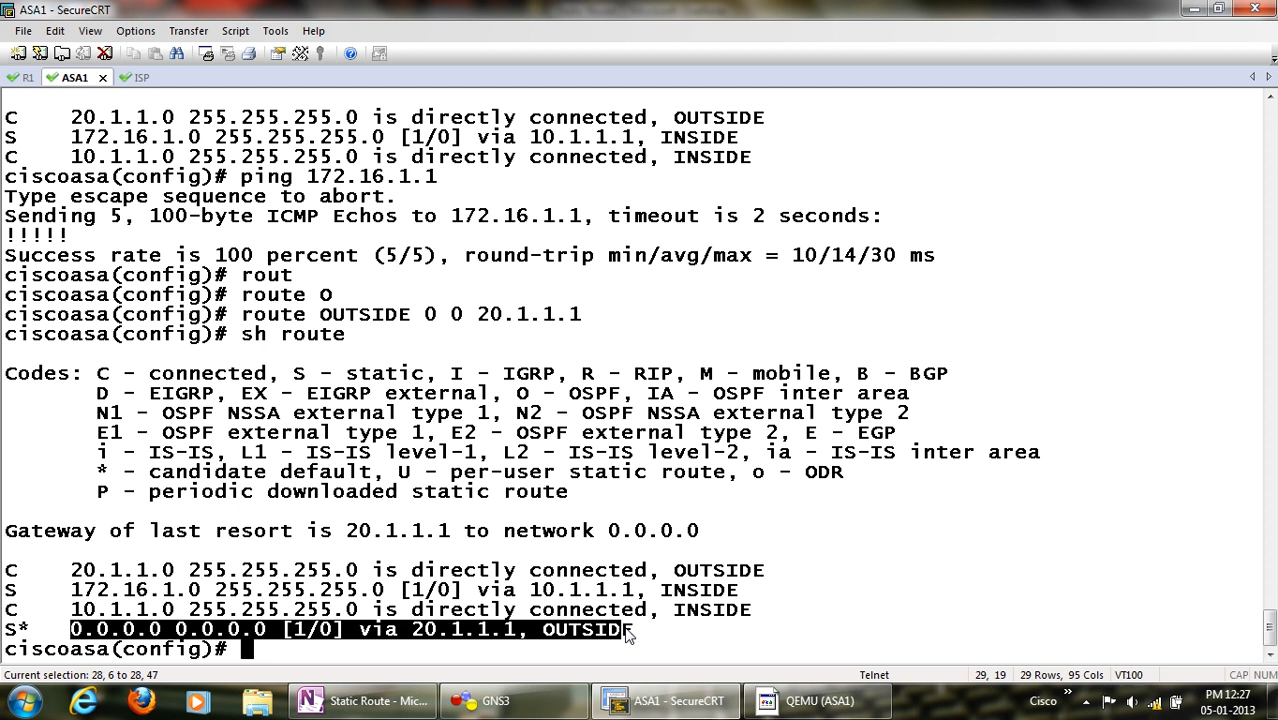 ASA1 - SecureCRT
File Edit View Options Transfer Script Tools Help
R1 ASA1 ISP
C 20.1.1.0 255.255.255.0 is directly connected, OUTSIDE
S 172.16.1.0 255.255.255.0 [1/0] via 10.1.1.1, INSIDE
C 10.1.1.0 255.255.255.0 is directly connected, INSIDE
ciscoasa(config)# ping 172.16.1.1
Type escape sequence to abort.
Sending 5, 100-byte ICMP Echos to 172.16.1.1, timeout is 2 seconds:
!!!!!
Success rate is 100 percent (5/5), round-trip min/avg/max = 10/14/30 ms
ciscoasa(config)# rout
ciscoasa(config)# route O
ciscoasa(config)# route OUTSIDE 0 0 20.1.1.1
ciscoasa(config)# sh route
Codes: C - connected, S - static, I - IGRP, R - RIP, M - mobile, B - BGP
D - EIGRP, EX - EIGRP external, O - OSPF, IA - OSPF inter area
N1 - OSPF NSSA external type 1, N2 - OSPF NSSA external type 2
E1 - OSPF external type 1, E2 - OSPF external type 2, E - EGP
i - IS-IS, L1 - IS-IS level-1, L2 - IS-IS level-2, ia - IS-IS inter area
* - candidate default, U - per-user static route, o - ODR
P - periodic downloaded static route
Gateway of last resort is 20.1.1.1 to network 0.0.0.0
C 20.1.1.0 255.255.255.0 is directly connected, OUTSIDE
S 172.16.1.0 255.255.255.0 [1/0] via 10.1.1.1, INSIDE
C 10.1.1.0 255.255.255.0 is directly connected, INSIDE
S* 0.0.0.0 0.0.0.0 [1/0] via 20.1.1.1, OUTSIDE
ciscoasa(config)#
Current selection: 28, 6 to 28, 47 Telnet 29, 19 29 Rows, 95 Cols VT100 CAP NUM
Static Route - Mic... GNS3 ASA1 - SecureCRT QEMU (ASA1) Cisco PM 12:27
05-01-2013